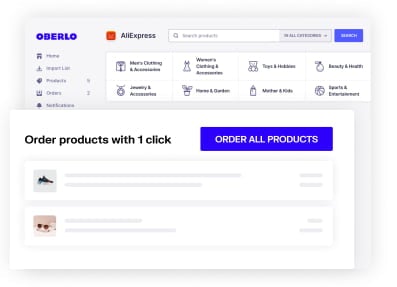 OBERLO
AliExpress
Search products
IN ALL CATEGORIES
SEARCH
Home
Import List
Products 5
Orders 2
Notifications
Men's Clothing
& Accessories
Women's
Clothing &
Accessories
Toys & Hobbies
Beauty & Health
Jewelry &
Accessories
Home & Garden
Mother & Kids
Sports &
Entertainment
Order products with 1 click
ORDER ALL PRODUCTS